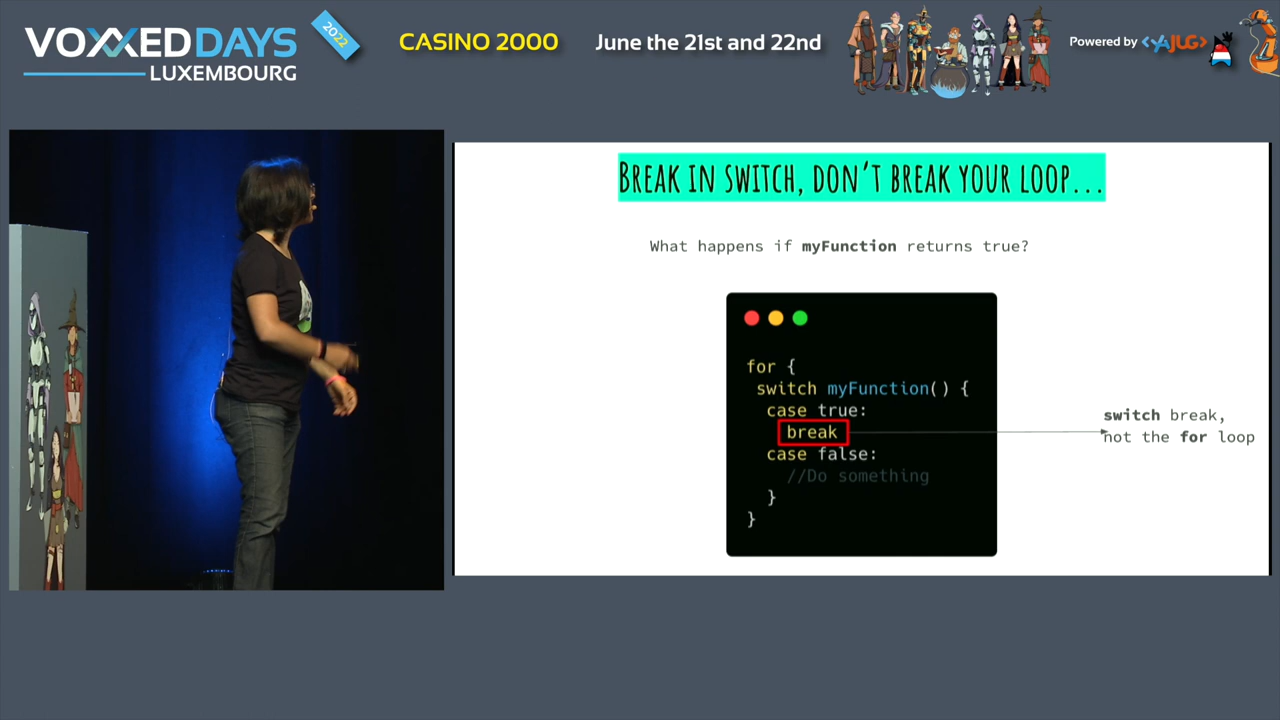 VOXXEDDAYS
LUXEMBOURG
2022
CASINO 2000
June the 21st and 22nd
Powered by <YAJUG>
BREAK IN SWITCH, DON'T BREAK YOUR LOOP...
What happens if myFunction returns true?
for {
switch myFunction() {
case true:
break
case false:
//Do something
}
}
switch break,
not the for loop